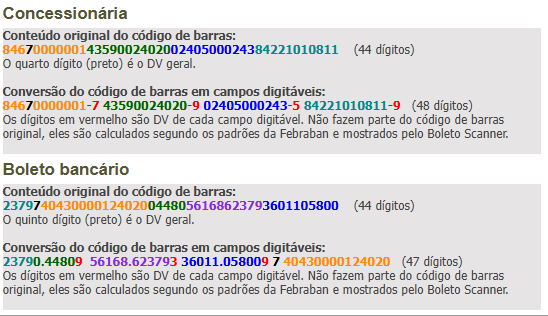 Concessionária
Conteúdo original do código de barras:
84670000001435900240200240500024384221010811 (44 dígitos)
O quarto dígito (preto) é o DV geral.
Conversão do código de barras em campos digitáveis:
84670000001-7 43590024020-9 02405000243-5 84221010811-9 (48 dígitos)
Os dígitos em vermelho são DV de cada campo digitável. Não fazem parte do código de barras
original, eles são calculados segundo os padrões da Febraban e mostrados pelo Boleto Scanner.
Boleto bancário
Conteúdo original do código de barras:
23797404300001240200448056168623793601105800 (44 dígitos)
O quinto dígito (preto) é o DV geral.
Conversão do código de barras em campos digitáveis:
23790.44809 56168.623793 36011.058009 7 40430000124020 (47 dígitos)
Os dígitos em vermelho são DV de cada campo digitável. Não fazem parte do código de barras
original, eles são calculados segundo os padrões da Febraban e mostrados pelo Boleto Scanner.